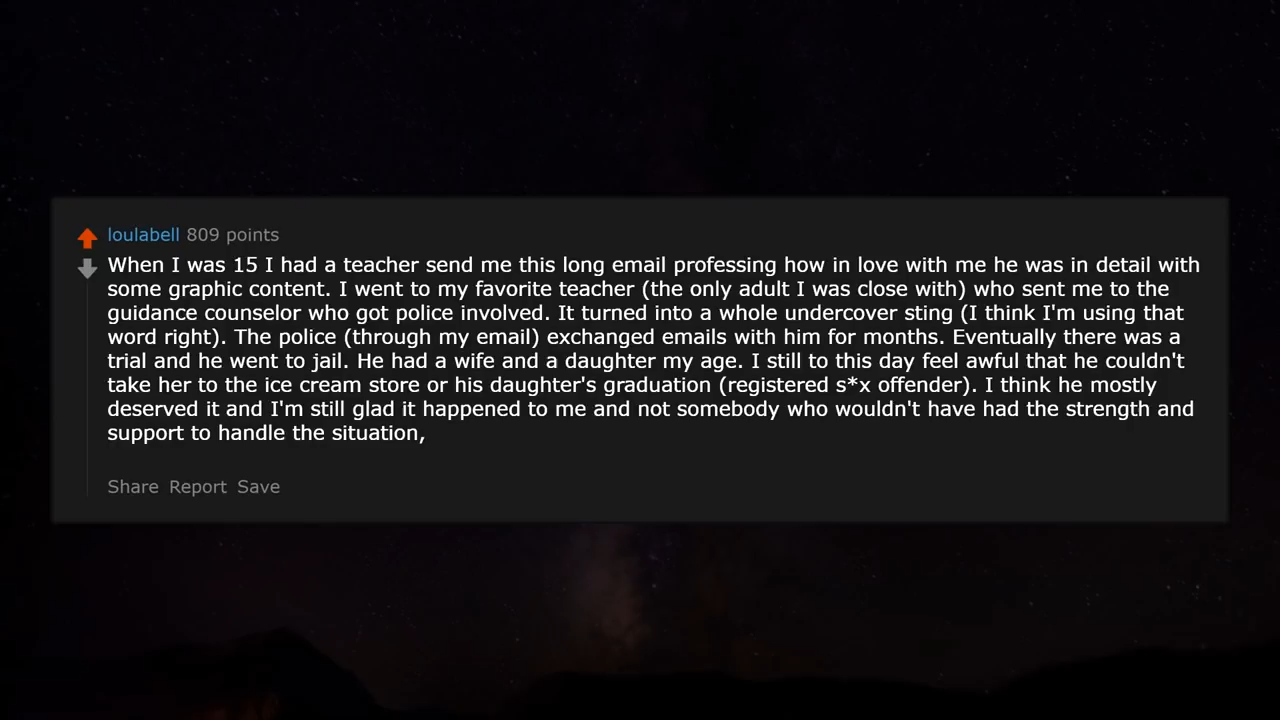 loulabell 809 points
When I was 15 I had a teacher send me this long email professing how in love with me he was in detail with
some graphic content. I went to my favorite teacher (the only adult I was close with) who sent me to the
guidance counselor who got police involved. It turned into a whole undercover sting (I think I'm using that
word right). The police (through my email) exchanged emails with him for months. Eventually there was a
trial and he went to jail. He had a wife and a daughter my age. I still to this day feel awful that he couldn't
take her to the ice cream store or his daughter's graduation (registered s*x offender). I think he mostly
deserved it and I'm still glad it happened to me and not somebody who wouldn't have had the strength and
support to handle the situation,
Share Report Save